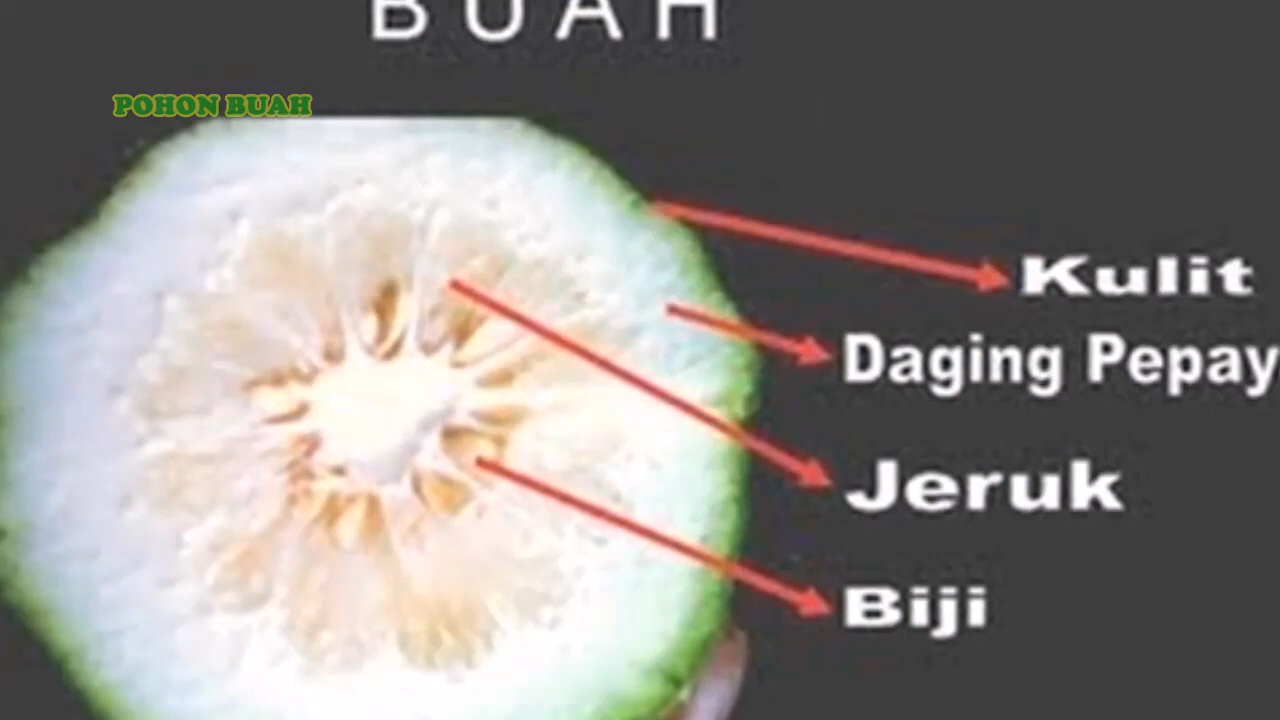 BUAH
POHON BUAH
Kulit
Daging Pepay
Jeruk
Biji